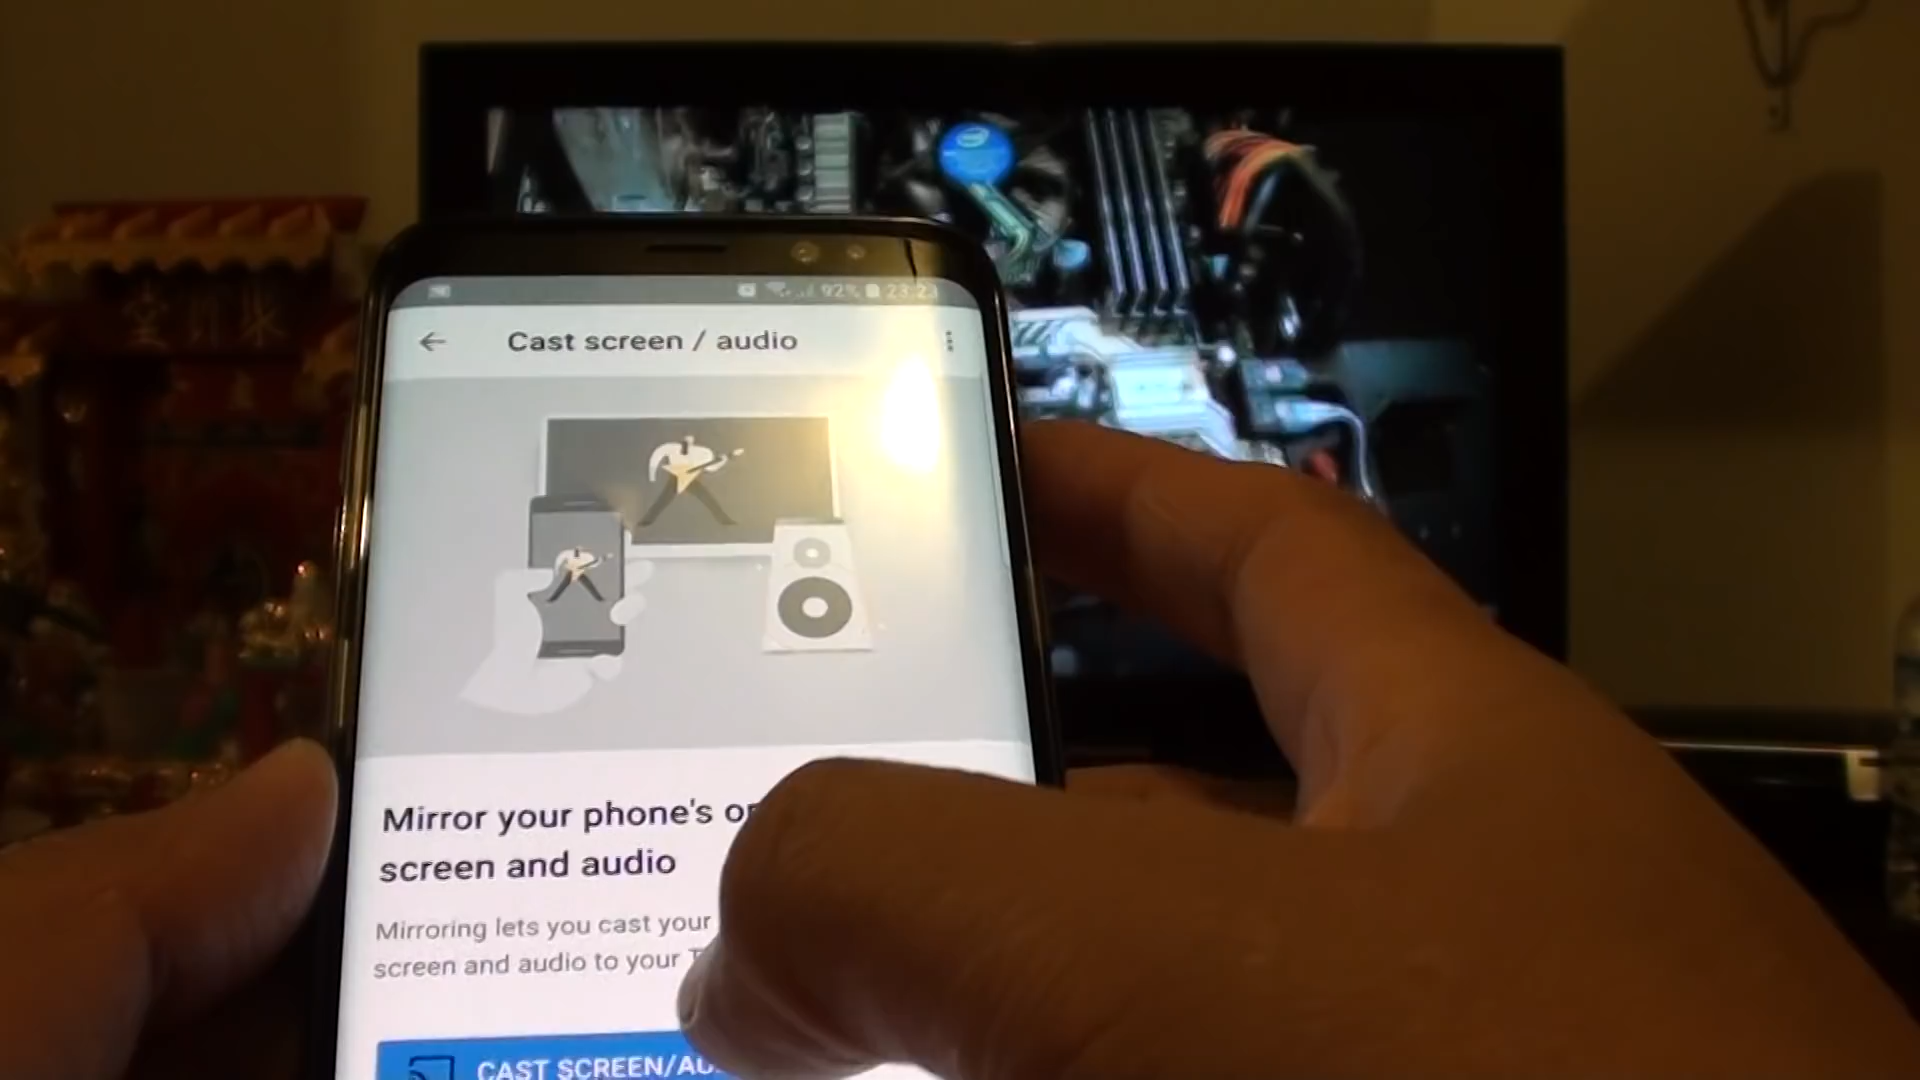 92% 23:23
Cast screen / audio
Mirror your phone's or
screen and audio
Mirroring lets you cast your
screen and audio to your T
CAST SCREEN/AU